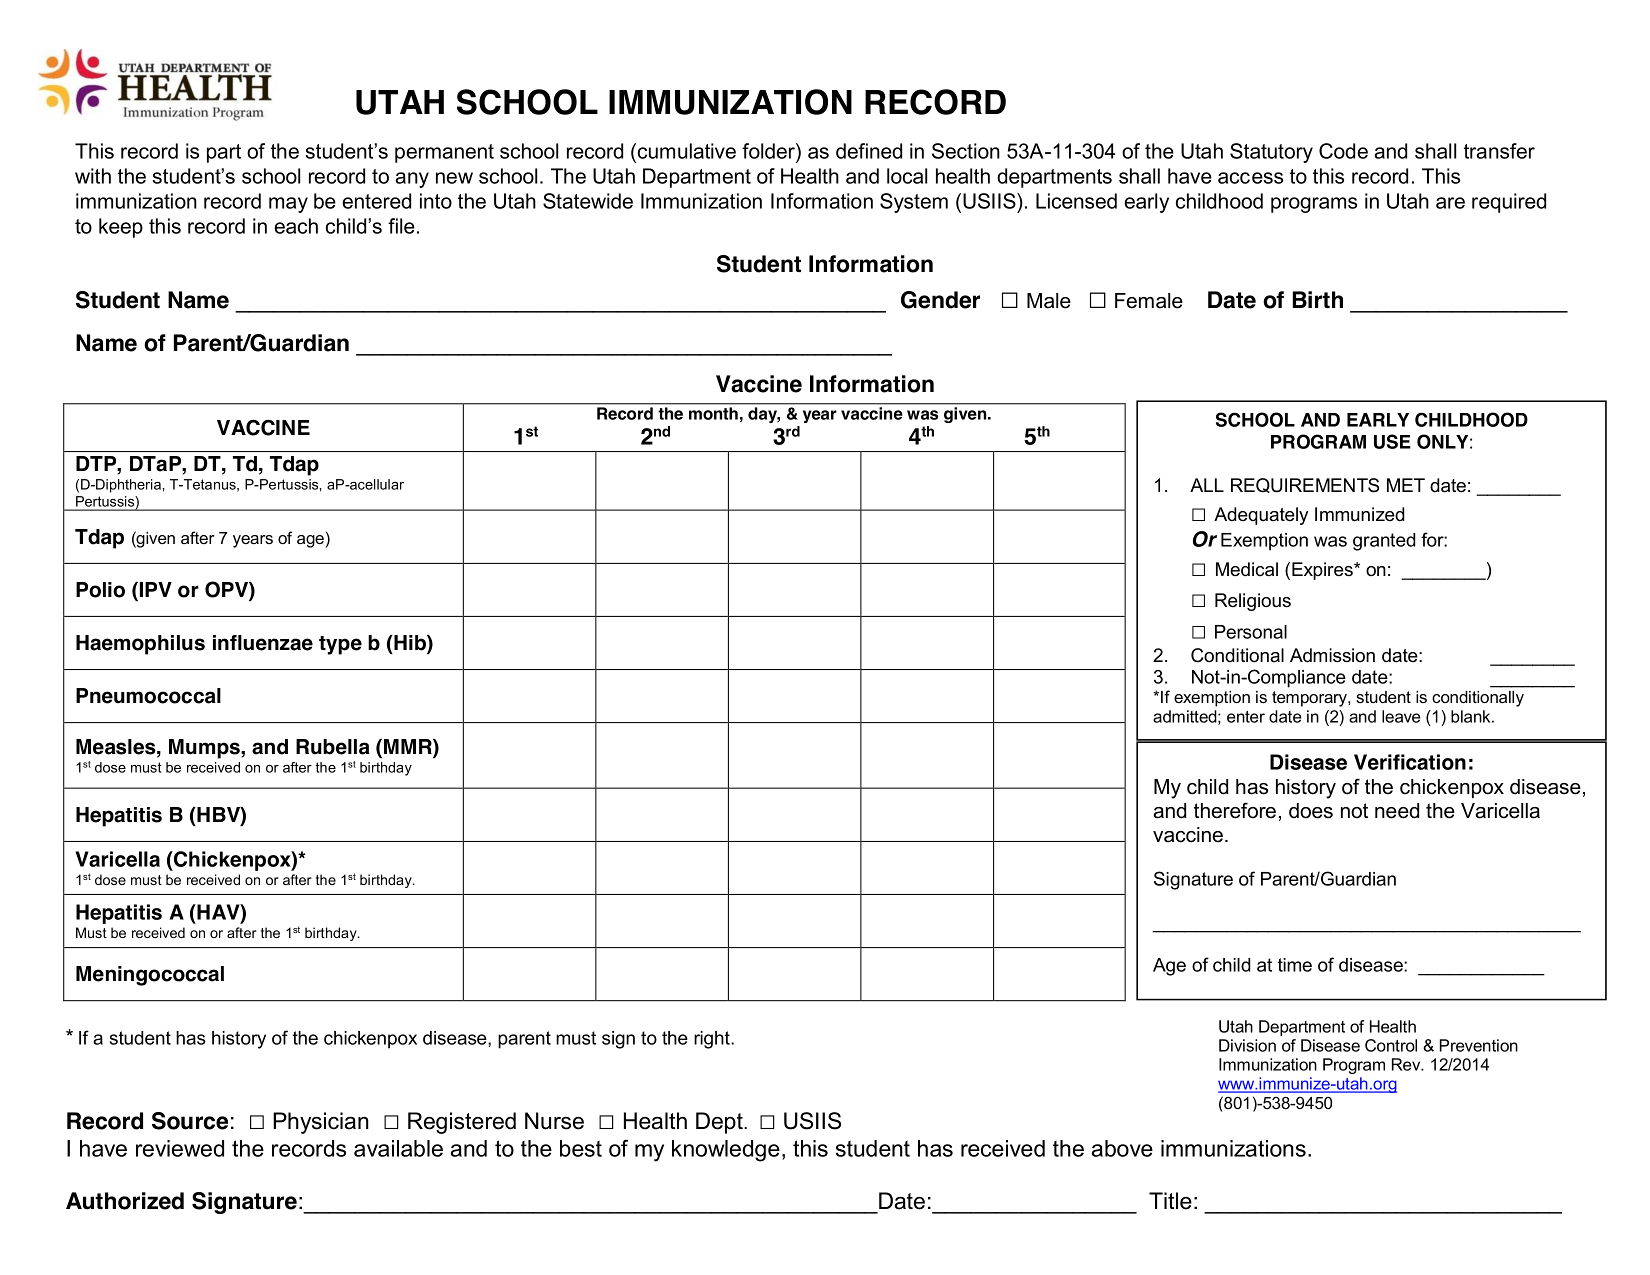 UTAH DEPARTMENT OF
HEALTH
Immunization Program
UTAH SCHOOL IMMUNIZATION RECORD
This record is part of the student’s permanent school record (cumulative folder) as defined in Section 53A-11-304 of the Utah Statutory Code and shall transfer
with the student’s school record to any new school. The Utah Department of Health and local health departments shall have access to this record. This
immunization record may be entered into the Utah Statewide Immunization Information System (USIIS). Licensed early childhood programs in Utah are required
to keep this record in each child’s file.
Student Information
Student Name ____________________ Gender ☐ Male ☐ Female Date of Birth __________
Name of Parent/Guardian ____________________
Vaccine Information
VACCINE
Record the month, day, & year vaccine was given.
1st 2nd 3rd 4th 5th
DTP, DTaP, DT, Td, Tdap
(D-Diphtheria, T-Tetanus, P-Pertussis, aP-acellular
Pertussis)
Tdap (given after 7 years of age)
Polio (IPV or OPV)
Haemophilus influenzae type b (Hib)
Pneumococcal
Measles, Mumps, and Rubella (MMR)
1st dose must be received on or after the 1st birthday
Hepatitis B (HBV)
Varicella (Chickenpox)*
1st dose must be received on or after the 1st birthday.
Hepatitis A (HAV)
Must be received on or after the 1st birthday.
Meningococcal
SCHOOL AND EARLY CHILDHOOD
PROGRAM USE ONLY:
1. ALL REQUIREMENTS MET date: ________
☐ Adequately Immunized
Or Exemption was granted for:
☐ Medical (Expires* on: ________)
☐ Religious
☐ Personal
2. Conditional Admission date: ________
3. Not-in-Compliance date: ________
*If exemption is temporary, student is conditionally
admitted; enter date in (2) and leave (1) blank.
Disease Verification:
My child has history of the chickenpox disease,
and therefore, does not need the Varicella
vaccine.
Signature of Parent/Guardian
____________________
Age of child at time of disease: ____________
* If a student has history of the chickenpox disease, parent must sign to the right.
Utah Department of Health
Division of Disease Control & Prevention
Immunization Program Rev. 12/2014
www.immunize-utah.org
(801)-538-9450
Record Source: ☐ Physician ☐ Registered Nurse ☐ Health Dept. ☐ USIIS
I have reviewed the records available and to the best of my knowledge, this student has received the above immunizations.
Authorized Signature:____________________Date:__________ Title: ____________________